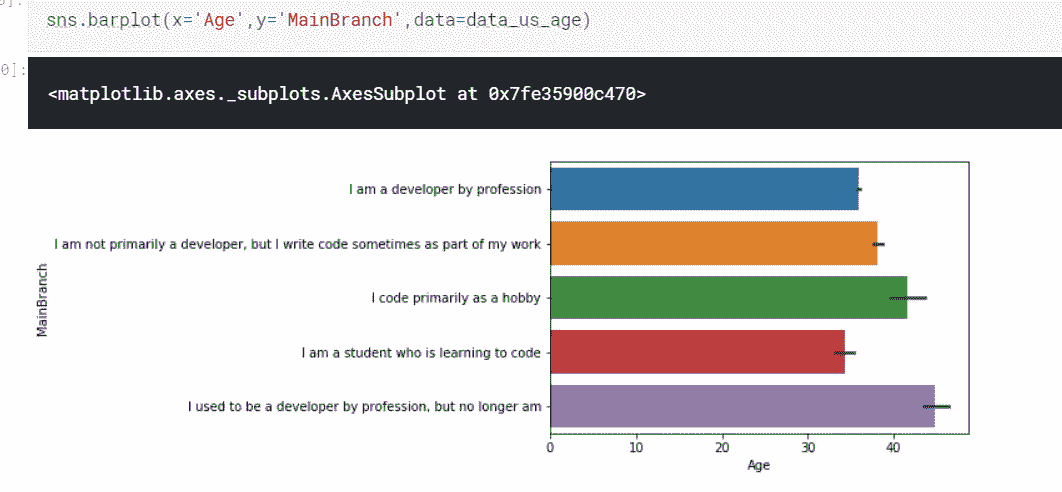 sns.barplot(x='Age',y='MainBranch',data=data_us_age)
0]:
<matplotlib.axes._subplots.AxesSubplot at 0x7fe35900c470>
I am a developer by profession
I am not primarily a developer, but I write code sometimes as part of my work
I code primarily as a hobby
I am a student who is learning to code
I used to be a developer by profession, but no longer am
MainBranch
0 10 20 30 40
Age